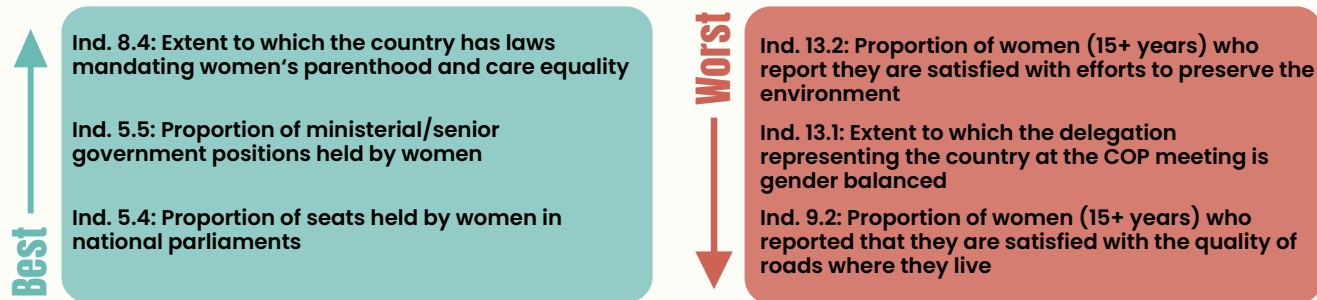 Best
Ind. 8.4: Extent to which the country has laws
mandating women‘s parenthood and care equality
Ind. 5.5: Proportion of ministerial/senior
government positions held by women
Ind. 5.4: Proportion of seats held by women in
national parliaments
Worst
Ind. 13.2: Proportion of women (15+ years) who
report they are satisfied with efforts to preserve the
environment
Ind. 13.1: Extent to which the delegation
representing the country at the COP meeting is
gender balanced
Ind. 9.2: Proportion of women (15+ years) who
reported that they are satisfied with the quality of
roads where they live